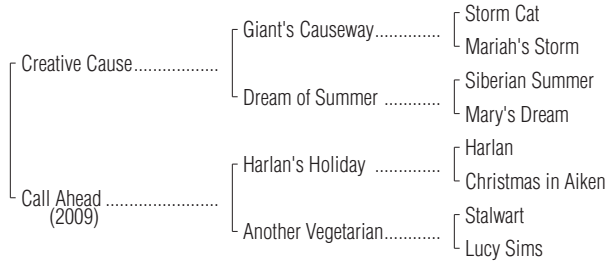 Storm Cat
Giant's Causeway..............
Mariah's Storm
Creative Cause..................
Siberian Summer
Dream of Summer ............
Mary's Dream
Harlan
Harlan's Holiday ..............
Christmas in Aiken
Call Ahead ........................
(2009)
Stalwart
Another Vegetarian............
Lucy Sims